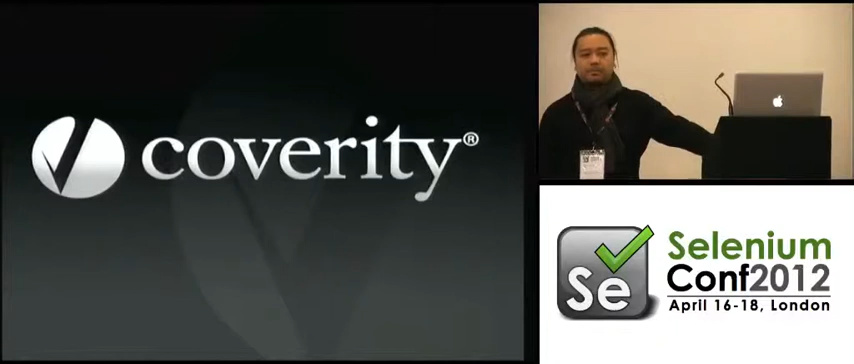 coverity®
Se
Selenium
Conf2012
April 16-18, London